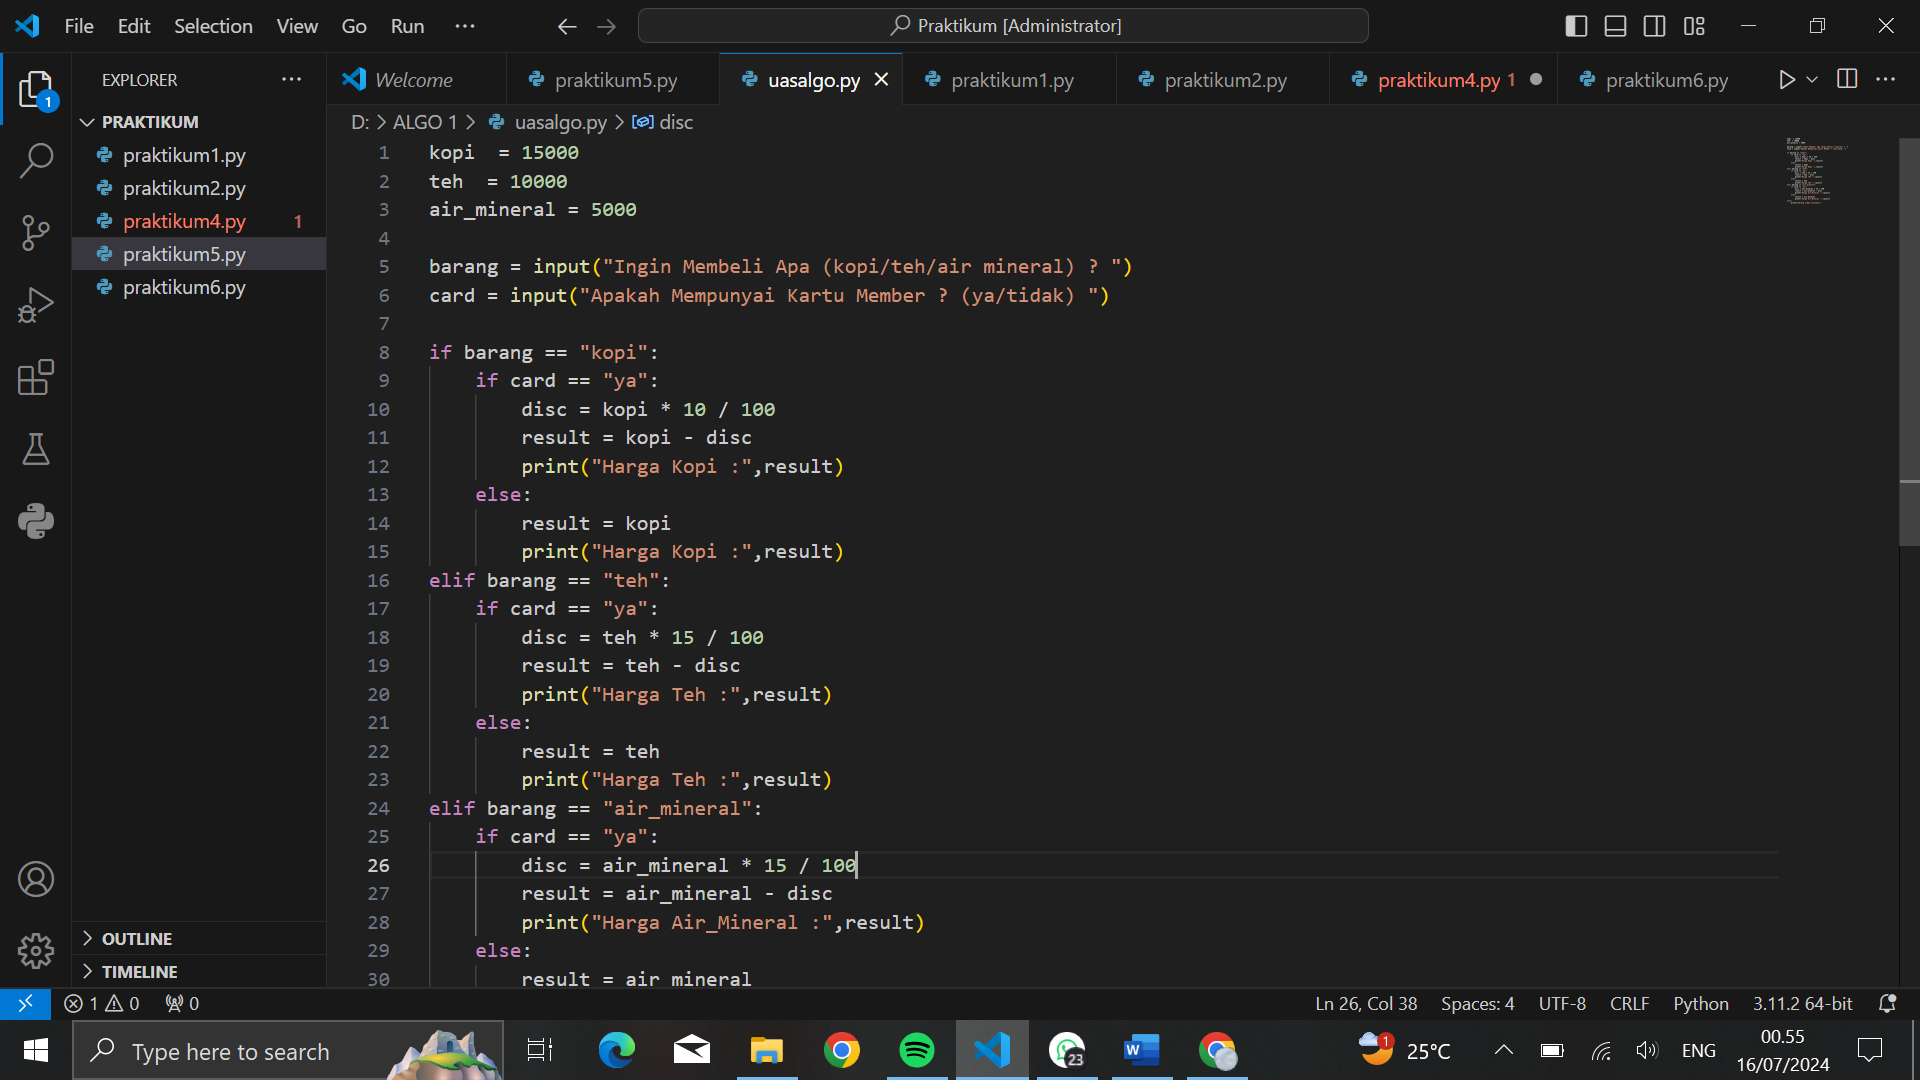 File Edit Selection View Go Run ···
Praktikum [Administrator]
EXPLORER ···
1
PRAKTIKUM
praktikum1.py
praktikum2.py
praktikum4.py 1
praktikum5.py
praktikum6.py
OUTLINE
TIMELINE
Welcome praktikum5.py uasalgo.py praktikum1.py praktikum2.py praktikum4.py 1 praktikum6.py
D: > ALGO 1 > uasalgo.py > disc
1 kopi  = 15000
2 teh  = 10000
3 air_mineral = 5000
4
5 barang = input("Ingin Membeli Apa (kopi/teh/air mineral) ? ")
6 card = input("Apakah Mempunyai Kartu Member ? (ya/tidak) ")
7
8 if barang == "kopi":
9     if card == "ya":
10         disc = kopi * 10 / 100
11         result = kopi - disc
12         print("Harga Kopi :",result)
13     else:
14         result = kopi
15         print("Harga Kopi :",result)
16 elif barang == "teh":
17     if card == "ya":
18         disc = teh * 15 / 100
19         result = teh - disc
20         print("Harga Teh :",result)
21     else:
22         result = teh
23         print("Harga Teh :",result)
24 elif barang == "air_mineral":
25     if card == "ya":
26         disc = air_mineral * 15 / 100
27         result = air_mineral - disc
28         print("Harga Air_Mineral :",result)
29     else:
30         result = air mineral
1 0 0
Ln 26, Col 38 Spaces: 4 UTF-8 CRLF Python 3.11.2 64-bit
Type here to search
23
1 25°C ENG
00.55
16/07/2024